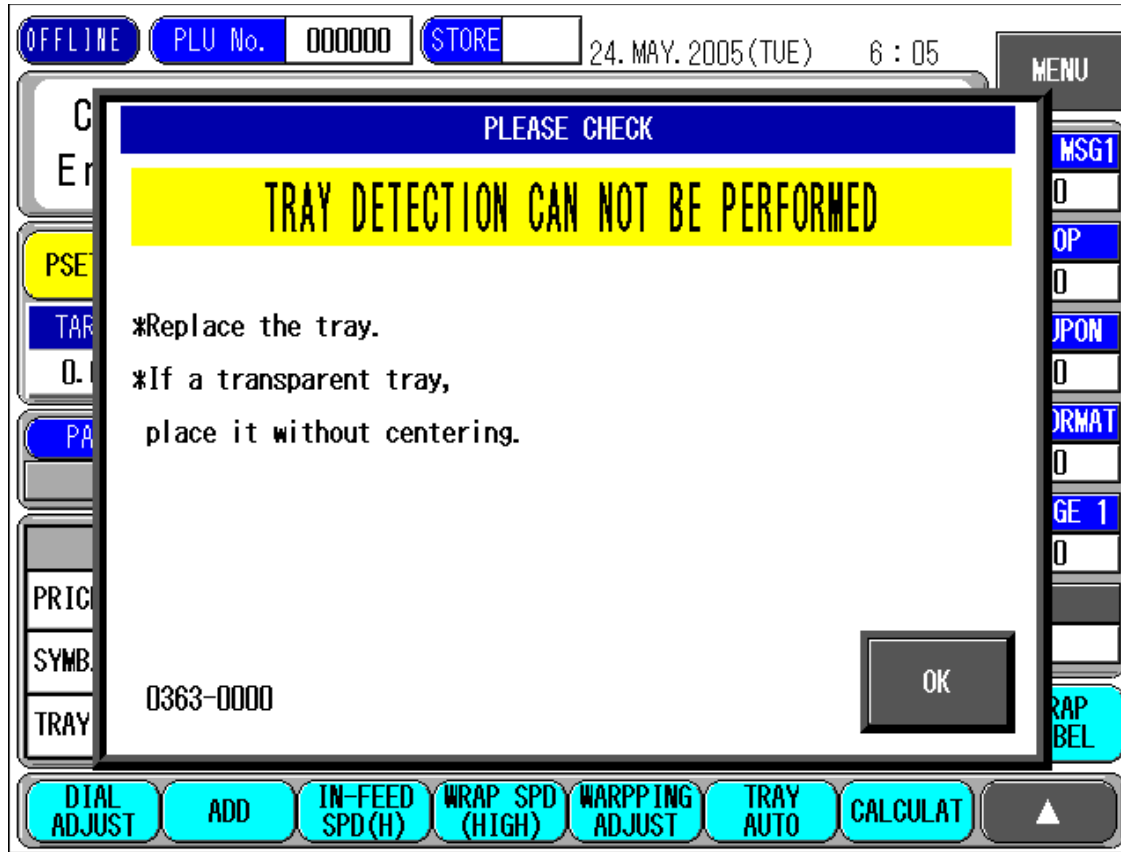 OFFLINE PLU No. 000000 STORE 24. MAY. 2005(TUE) 6 : 05
MENU
PLEASE CHECK
TRAY DETECTION CAN NOT BE PERFORMED
*Replace the tray.
*If a transparent tray,
place it without centering.
0363-0000
OK
C
Er
PSE
TAR
0.
PA
PRIC
SYMB.
TRAY
MSG1
0
OP
0
UPON
0
ORMAT
0
GE 1
0
RAP
BEL
DIAL ADJUST
ADD
IN-FEED SPD(H)
WRAP SPD (HIGH)
WARPPING ADJUST
TRAY AUTO
CALCULAT
▲